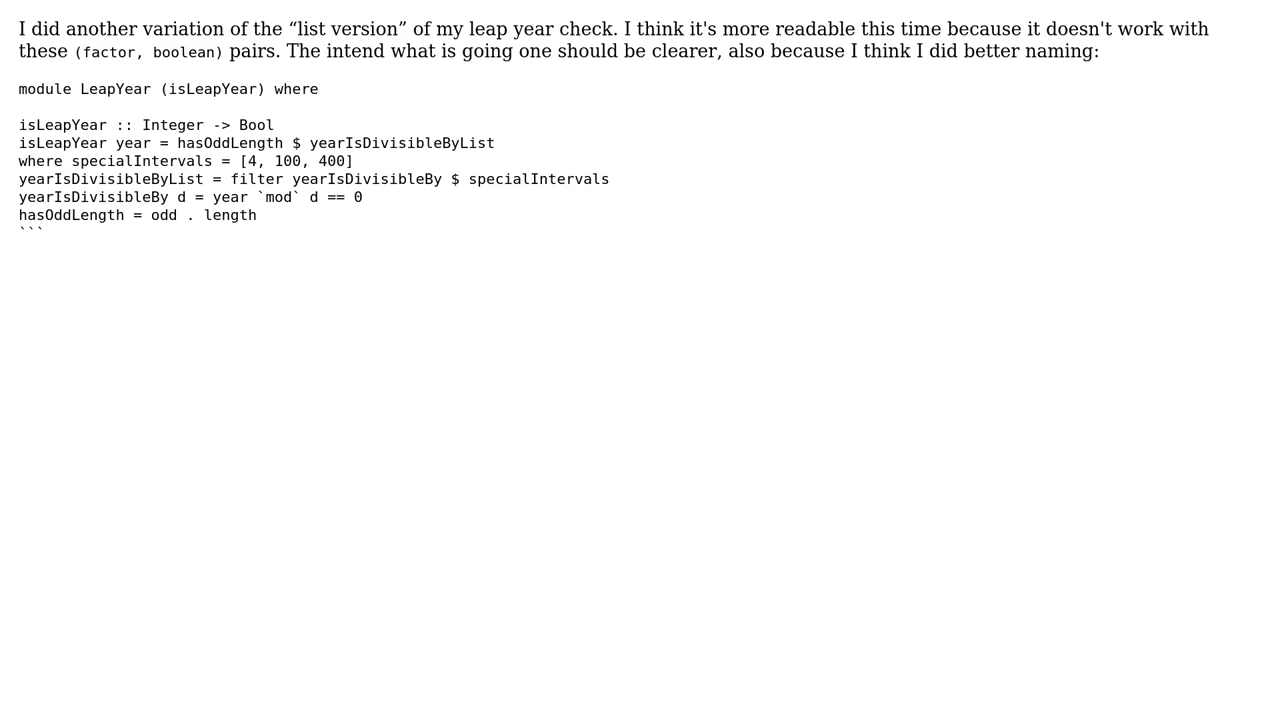 I did another variation of the “list version” of my leap year check. I think it's more readable this time because it doesn't work with
these (factor, boolean) pairs. The intend what is going one should be clearer, also because I think I did better naming:
module LeapYear (isLeapYear) where
isLeapYear :: Integer -> Bool
isLeapYear year = hasOddLength $ yearIsDivisibleByList
where specialIntervals = [4, 100, 400]
yearIsDivisibleByList = filter yearIsDivisibleBy $ specialIntervals
yearIsDivisibleBy d = year `mod` d == 0
hasOddLength = odd . length
```